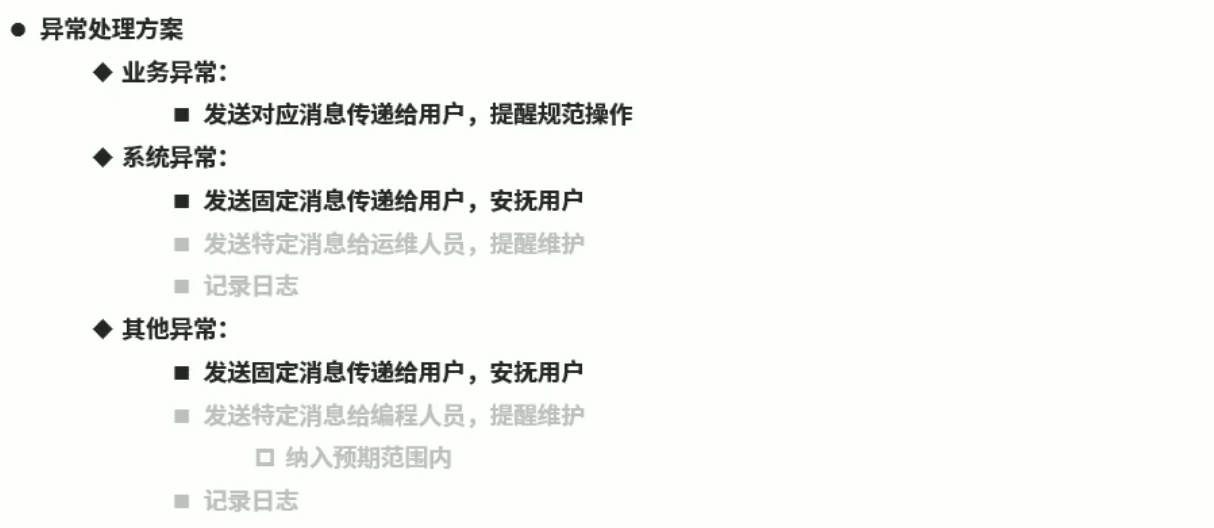 异常处理方案
业务异常：
发送对应消息传递给用户，提醒规范操作
系统异常：
发送固定消息传递给用户，安抚用户
发送特定消息给运维人员，提醒维护
记录日志
其他异常：
发送固定消息传递给用户，安抚用户
发送特定消息给编程人员，提醒维护
纳入预期范围内
记录日志